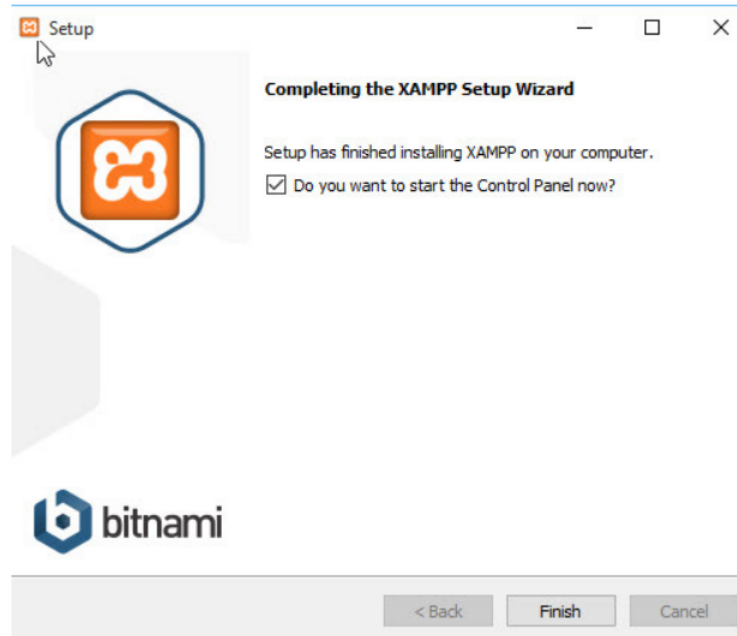 Setup
Completing the XAMPP Setup Wizard
Setup has finished installing XAMPP on your computer.
Do you want to start the Control Panel now?
bitnami
< Back
Finish
Cancel